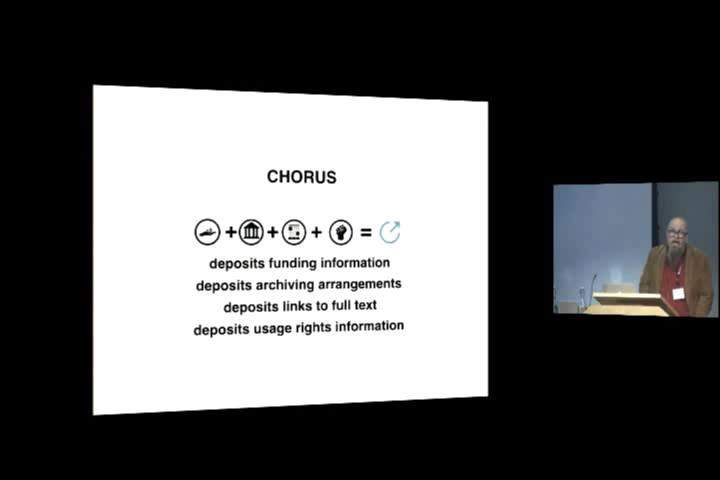 CHORUS
+ + + =
deposits funding information
deposits archiving arrangements
deposits links to full text
deposits usage rights information